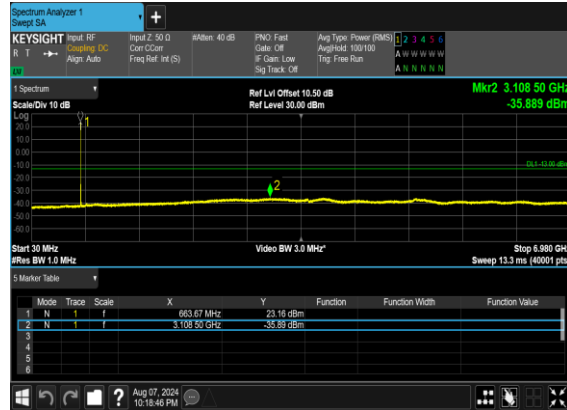 Spectrum Analyzer 1
Swept SA
+
KEYSIGHT Input: RF Input Z: 50 Ω #Atten: 40 dB PNO: Fast Avg Type: Power (RMS) 1 2 3 4 5 6
R T Coupling: DC Corr CCorr Gate: Off Avg|Hold: 100/100 A W W W W W
Align: Auto Freq Ref: Int (S) IF Gain: Low Trig: Free Run
Sig Track: Off A N N N N N
1 Spectrum Ref Lvl Offset 10.50 dB Mkr2 3.108 50 GHz
Scale/Div 10 dB Ref Level 30.00 dBm -35.889 dBm
Log
1
20.0
10.0
0.00
-10.0
DL1 -13.00 dBm
-20.0
2
-30.0
-40.0
-50.0
-60.0
Start 30 MHz Video BW 3.0 MHz* Stop 6.980 GHz
#Res BW 1.0 MHz Sweep 13.3 ms (40001 pts)
5 Marker Table
Mode Trace Scale X Y Function Function Width Function Value
1 N 1 f 663.67 MHz 23.16 dBm
2 N 1 f 3.108 50 GHz -35.89 dBm
3
4
5
6
? Aug 07, 2024
10:18:46 PM